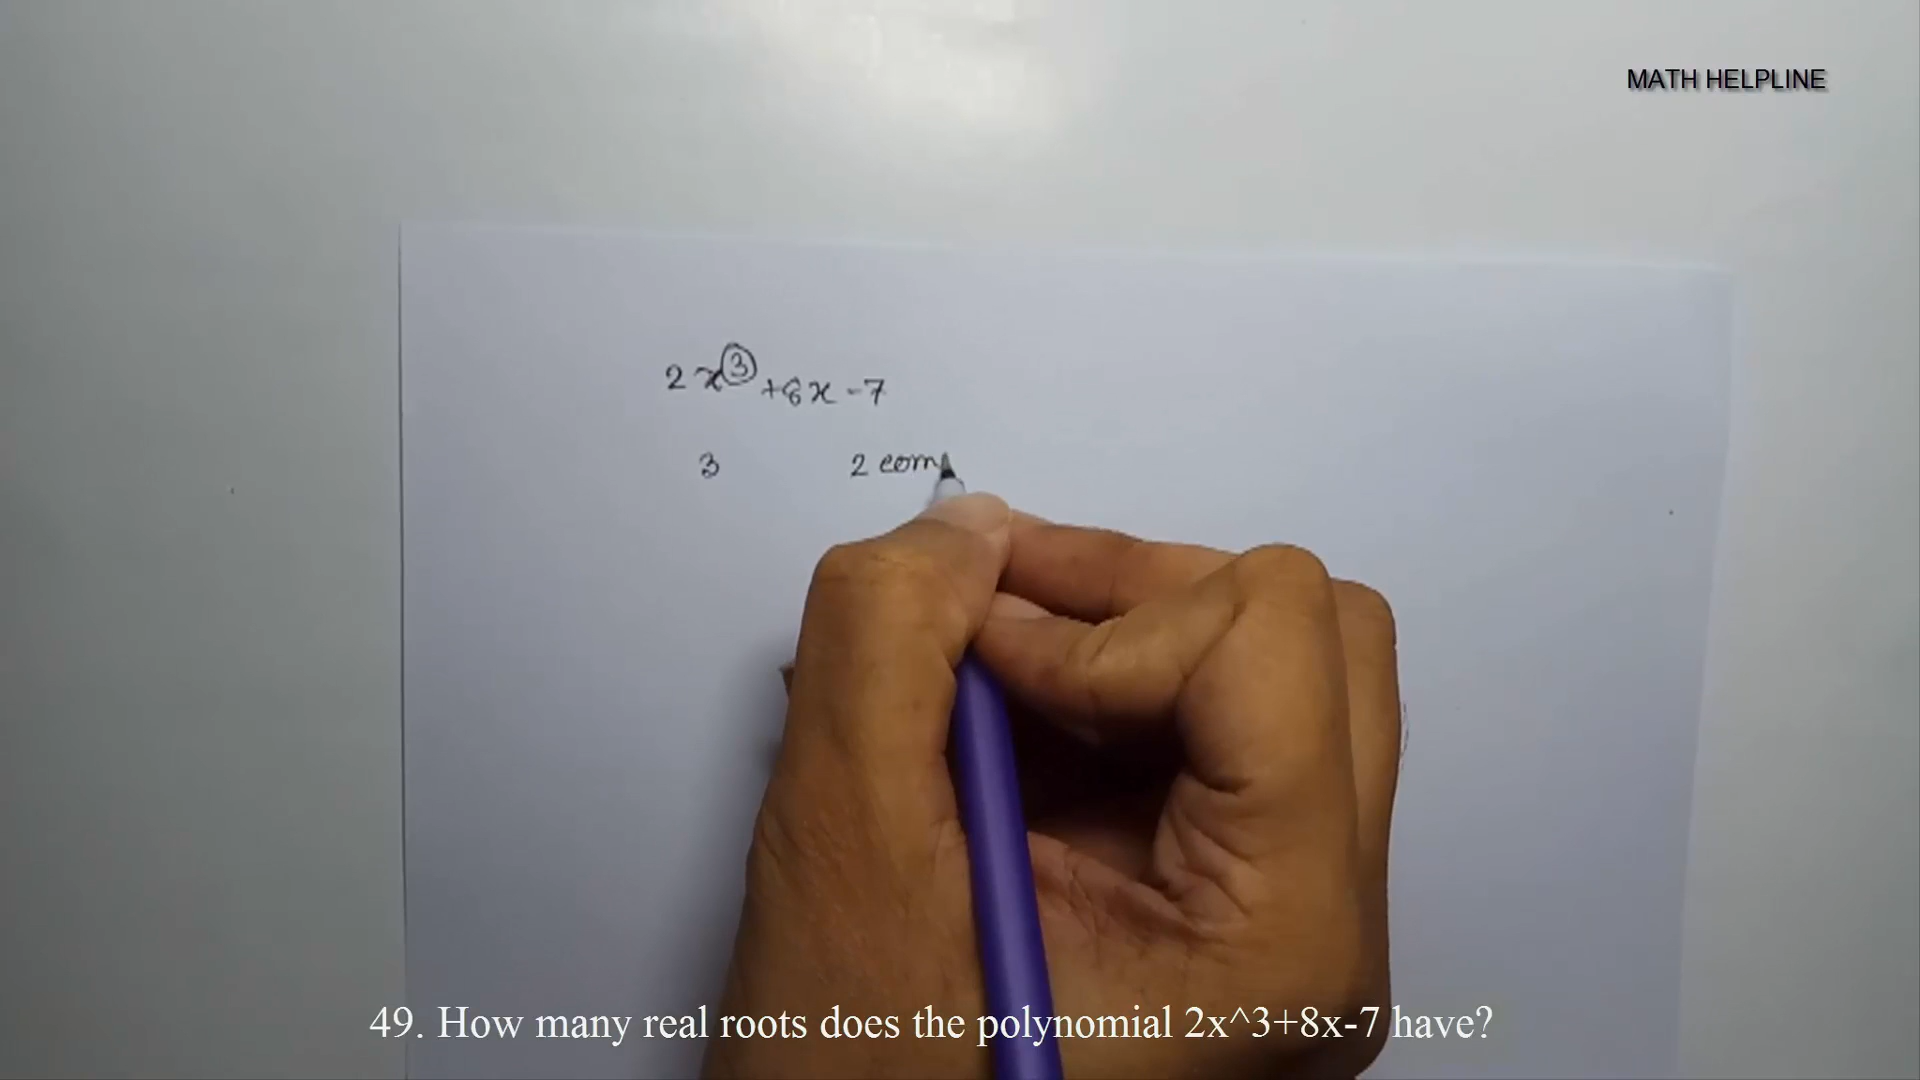 MATH HELPLINE
2x³+8x-7
3 2 com
49. How many real roots does the polynomial 2x^3+8x-7 have?